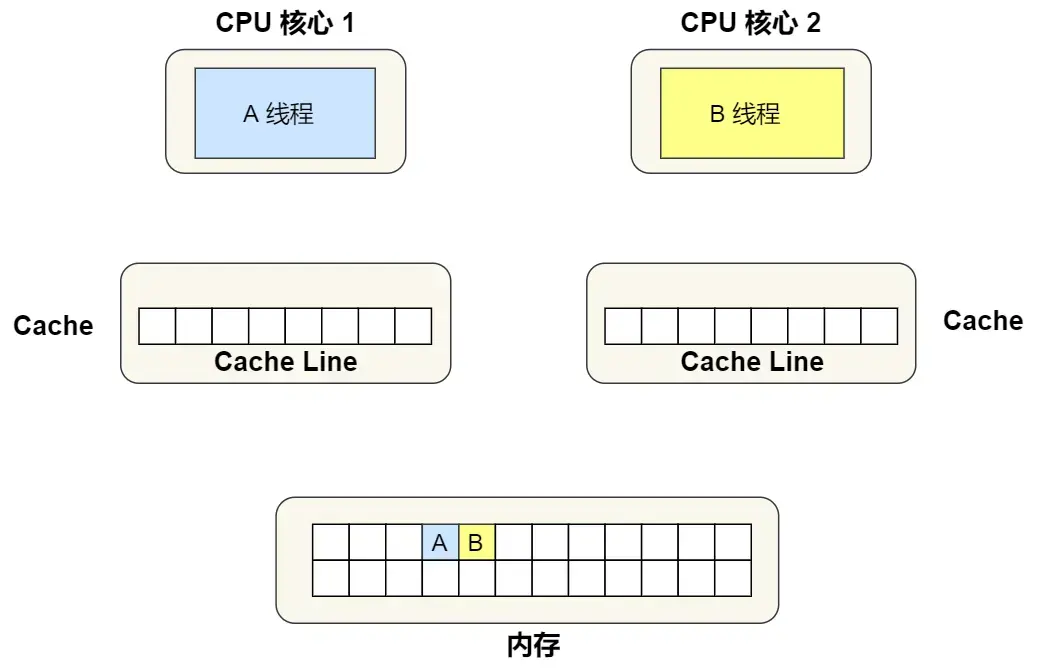 CPU 核心 1
CPU 核心 2
A 线程
B 线程
Cache
Cache Line
Cache Line
Cache
A
B
内存